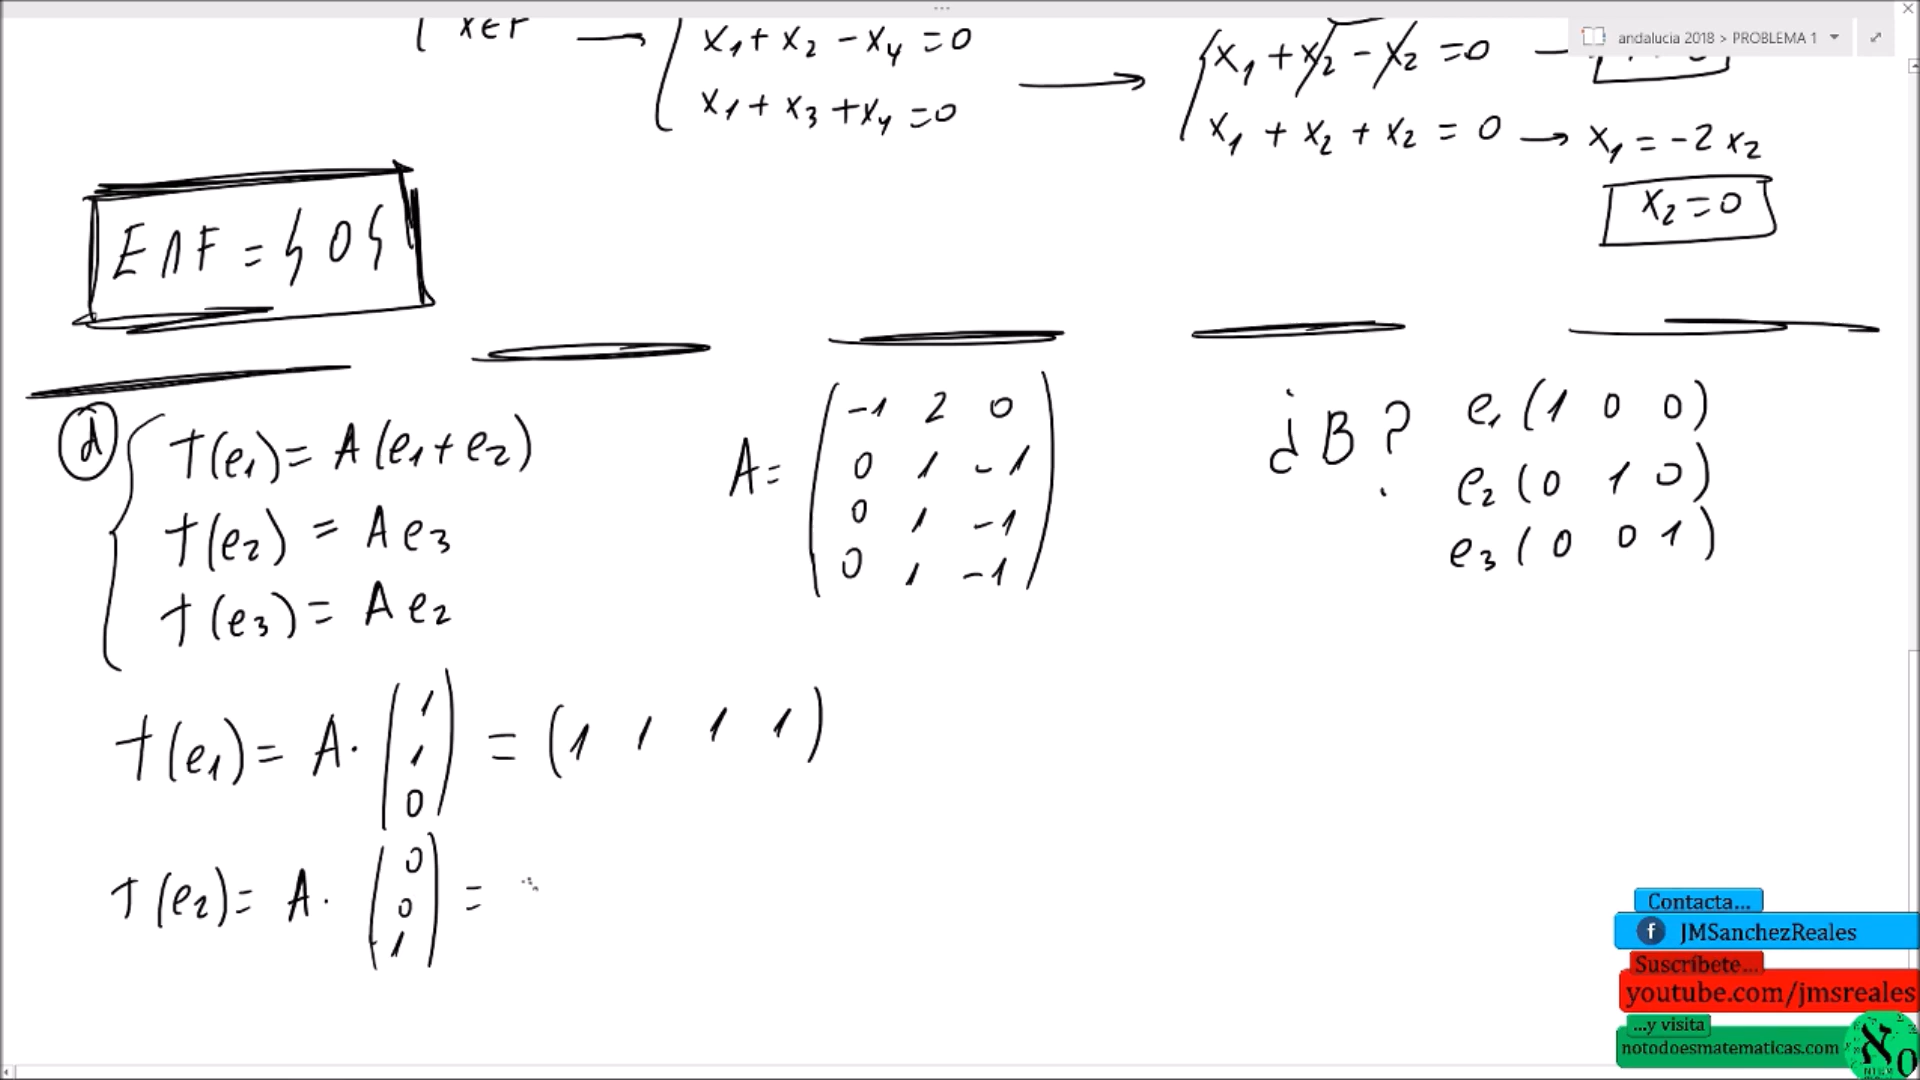 andalucia 2018 > PROBLEMA 1
x∈F → { x₁ + x₂ - x₄ = 0
x₁ + x₃ + x₄ = 0
→ { x₁ + x₂ - x₂ = 0 —
x₁ + x₂ + x₂ = 0 → x₁ = -2x₂
x₂ = 0
E∩F = {0}
d) { T(e₁) = A(e₁ + e₂)
T(e₂) = A e₃
T(e₃) = A e₂
A = ( -1 2 0
0 1 -1
0 1 -1
0 1 -1 )
¿B?
e₁ (1 0 0)
e₂ (0 1 0)
e₃ (0 0 1)
T(e₁) = A · (1 1 0) = (1 1 1 1)
T(e₂) = A · (0 0 1) =
Contacta...
f JMSanchezReales
Suscríbete...
youtube.com/jmsreales
...y visita
notodoesmatematicas.com
ℵ0